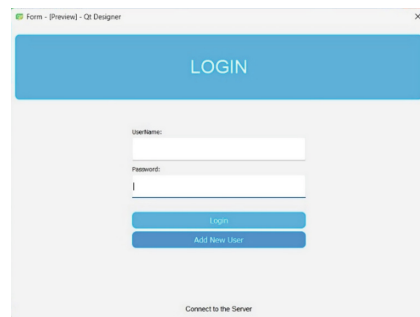 Form - [Preview] - Qt Designer
LOGIN
UserName:
Password:
Login
Add New User
Connect to the Server